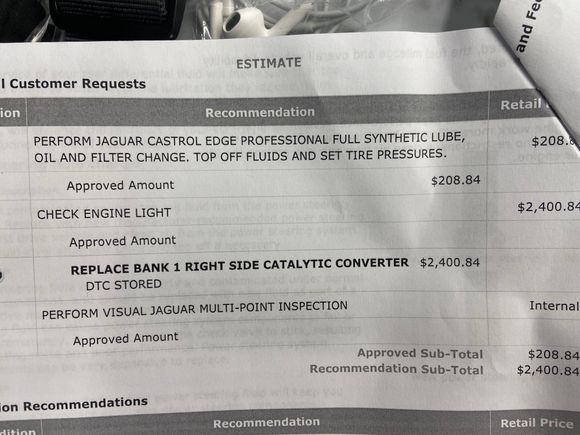 and Fe
ESTIMATE
l Customer Requests
ion Recommendation Retail
PERFORM JAGUAR CASTROL EDGE PROFESSIONAL FULL SYNTHETIC LUBE, $208.
OIL AND FILTER CHANGE. TOP OFF FLUIDS AND SET TIRE PRESSURES.
Approved Amount $208.84
CHECK ENGINE LIGHT $2,400.84
Approved Amount
REPLACE BANK 1 RIGHT SIDE CATALYTIC CONVERTER $2,400.84
DTC STORED
PERFORM VISUAL JAGUAR MULTI-POINT INSPECTION Internal
Approved Amount
Approved Sub-Total $208.84
Recommendation Sub-Total $2,400.84
ion Recommendations
dition Recommendation Retail Price